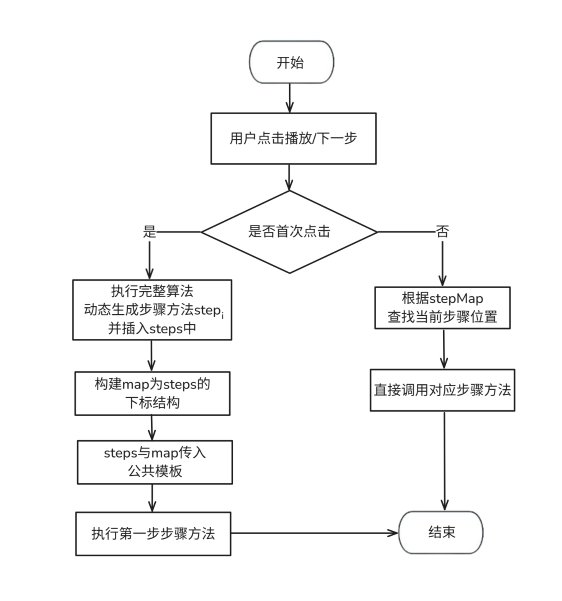 开始
用户点击播放/下一步
是否首次点击
是
否
执行完整算法
动态生成步骤方法stepi
并插入steps中
根据stepMap
查找当前步骤位置
构建map为steps的
下标结构
直接调用对应步骤方法
steps与map传入
公共模板
执行第一步步骤方法
结束